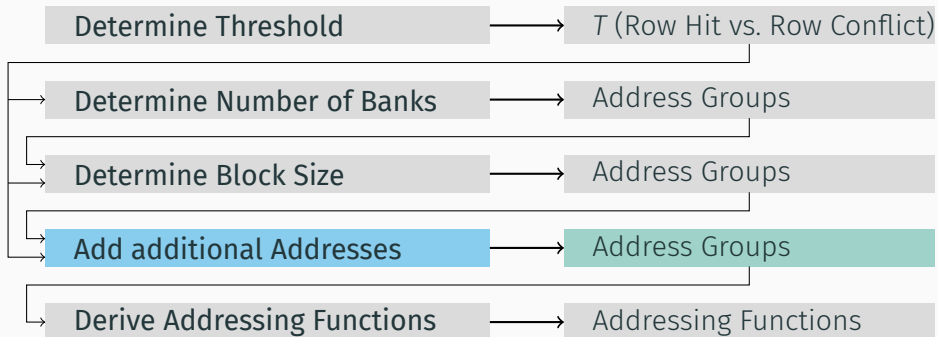 Determine Threshold
T (Row Hit vs. Row Conflict)
Determine Number of Banks
Address Groups
Determine Block Size
Address Groups
Add additional Addresses
Address Groups
Derive Addressing Functions
Addressing Functions